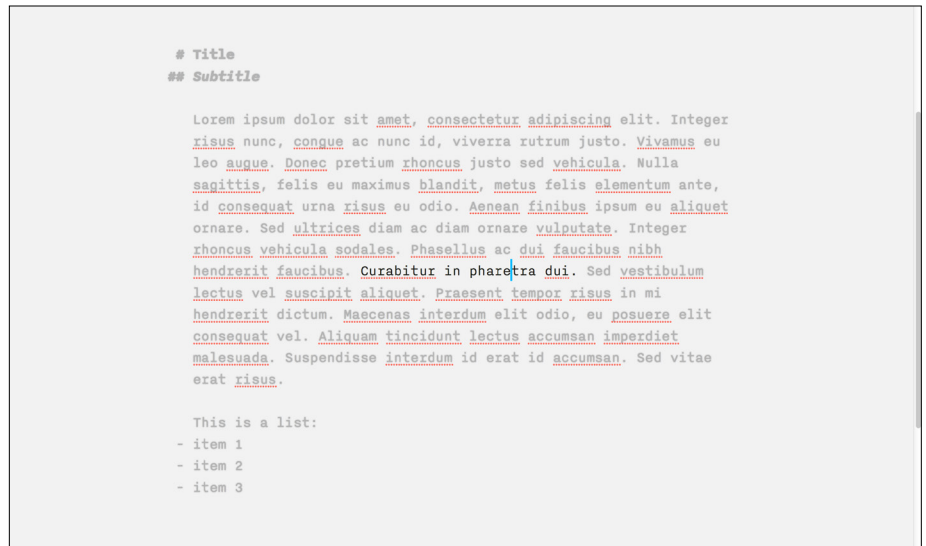 # Title
## Subtitle
Lorem ipsum dolor sit amet, consectetur adipiscing elit. Integer
risus nunc, congue ac nunc id, viverra rutrum justo. Vivamus eu
leo augue. Donec pretium rhoncus justo sed vehicula. Nulla
sagittis, felis eu maximus blandit, metus felis elementum ante,
id consequat urna risus eu odio. Aenean finibus ipsum eu aliquet
ornare. Sed ultrices diam ac diam ornare vulputate. Integer
rhoncus vehicula sodales. Phasellus ac dui faucibus nibh
hendrerit faucibus. Curabitur in pharetra dui. Sed vestibulum
lectus vel suscipit aliquet. Praesent tempor risus in mi
hendrerit dictum. Maecenas interdum elit odio, eu posuere elit
consequat vel. Aliquam tincidunt lectus accumsan imperdiet
malesuada. Suspendisse interdum id erat id accumsan. Sed vitae
erat risus.
This is a list:
- item 1
- item 2
- item 3